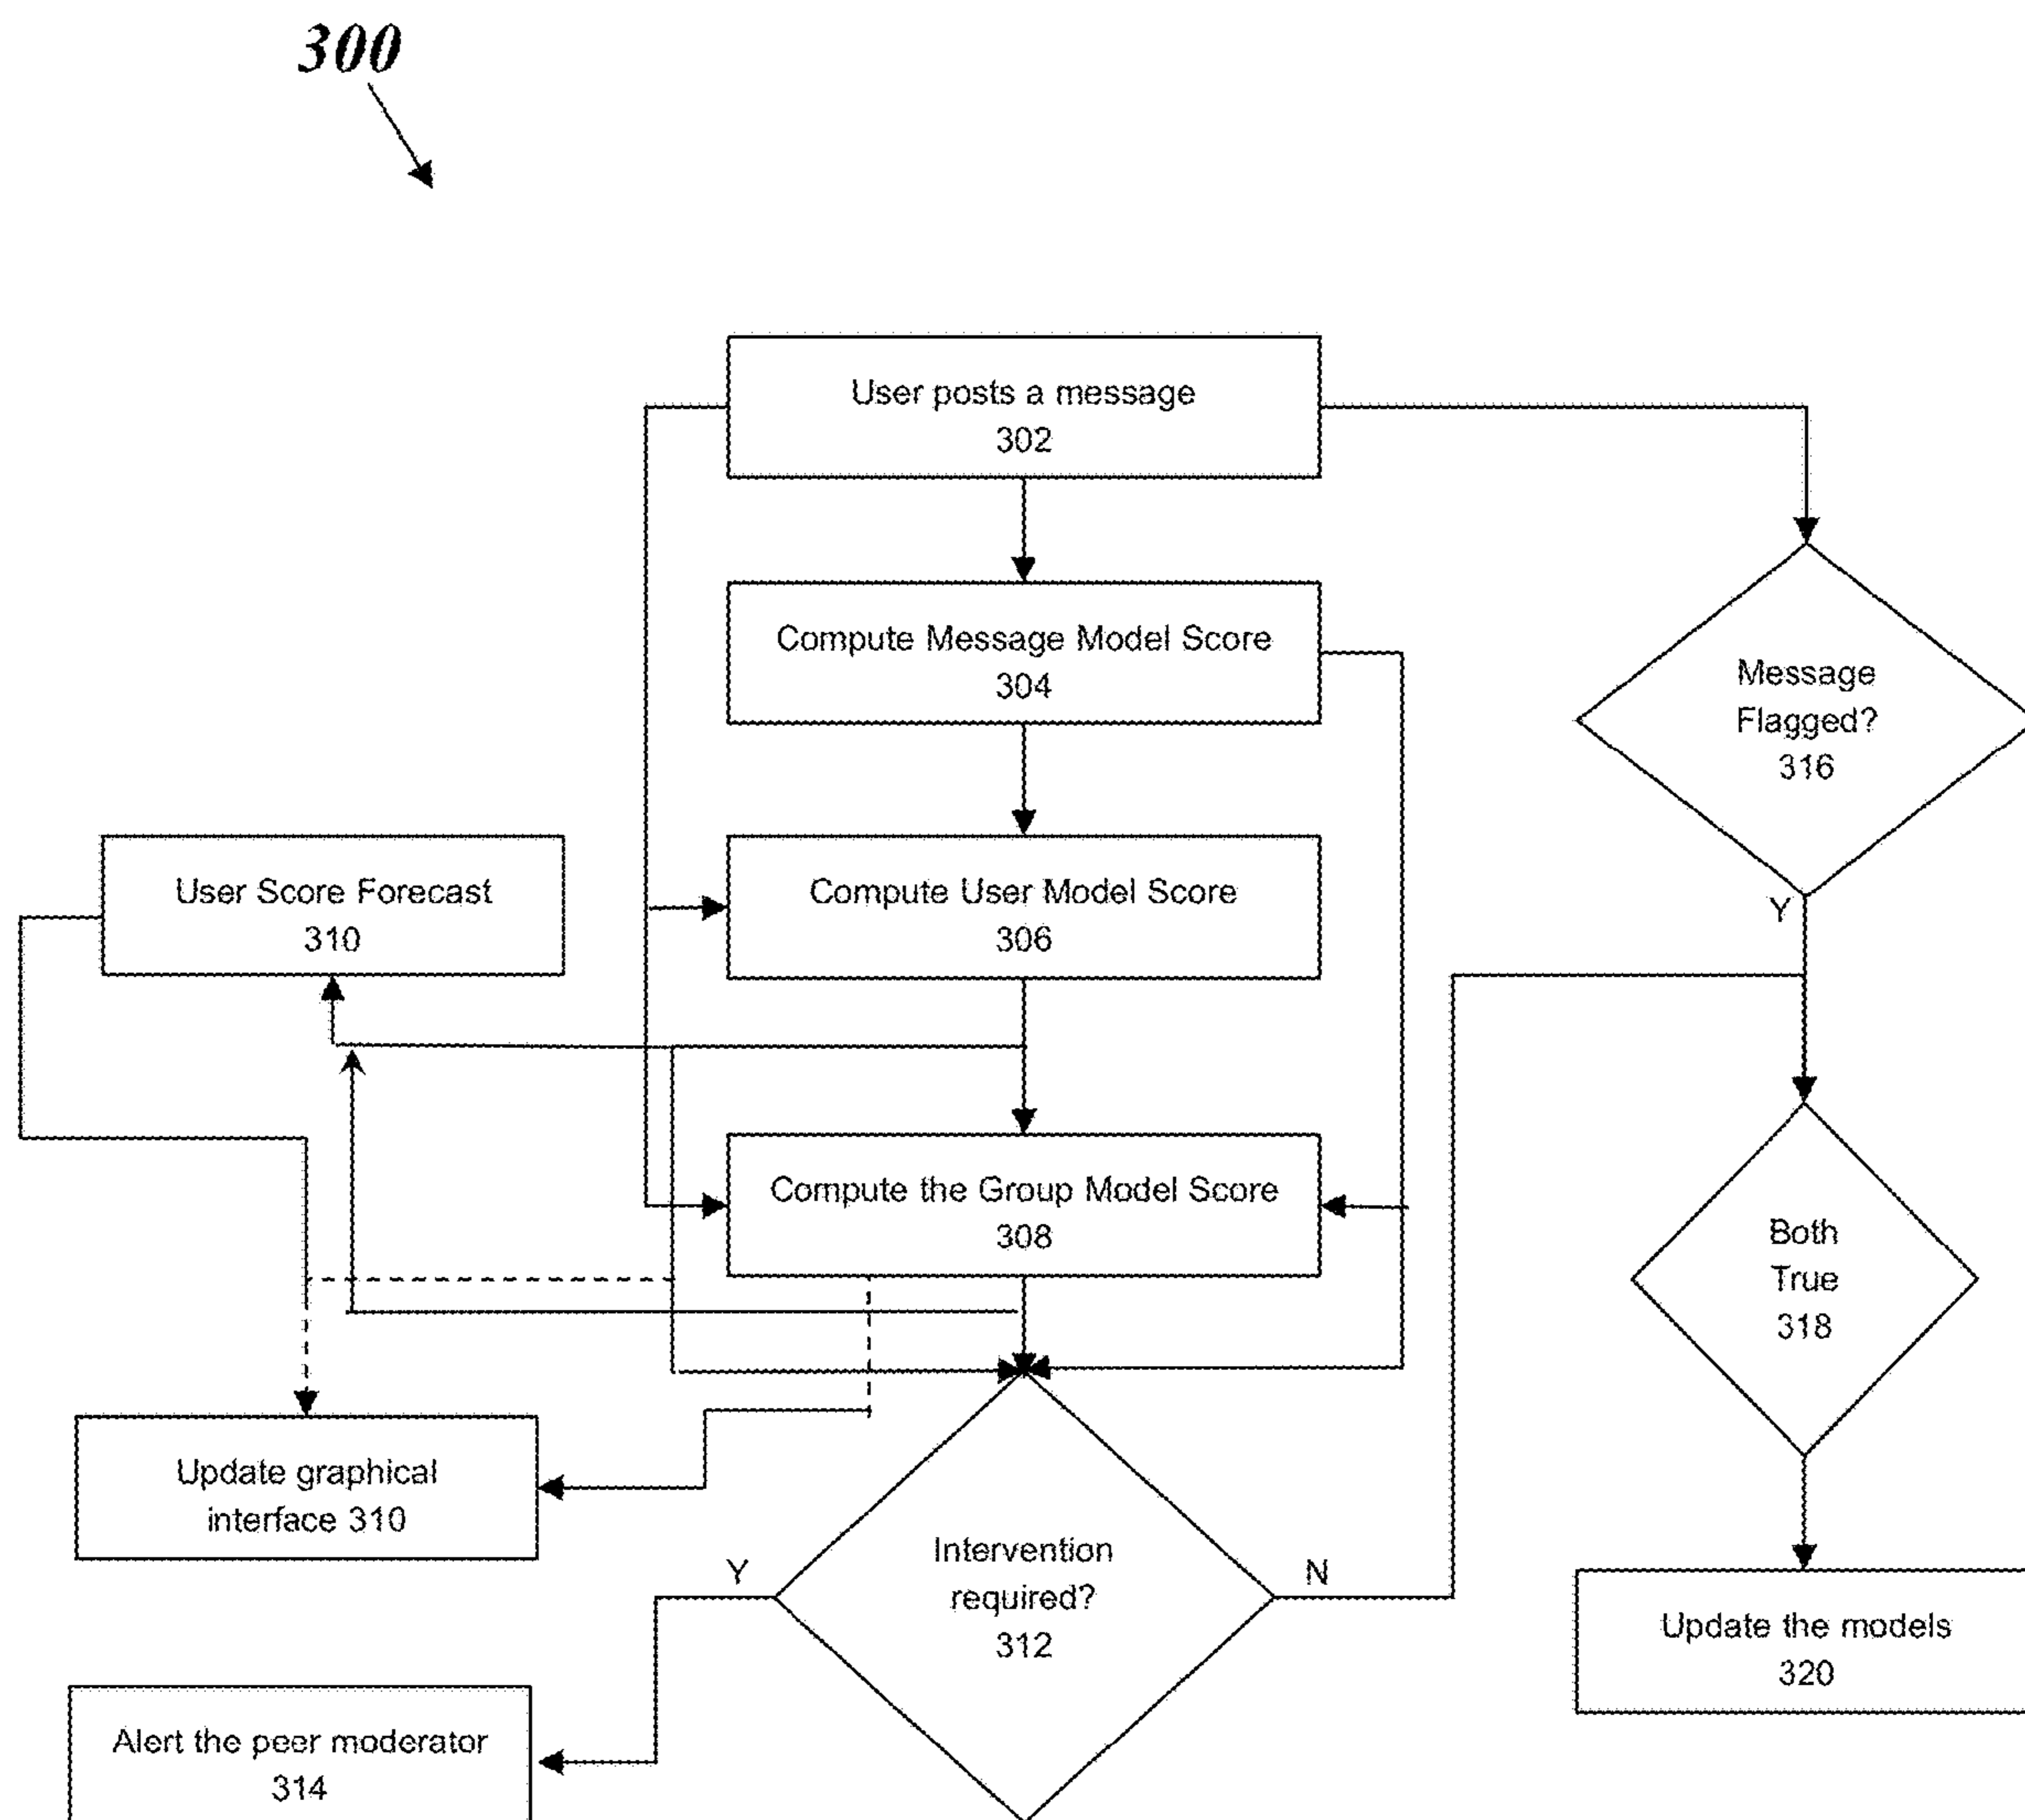 300
User posts a message
302
Compute Message Model Score
304
Message
Flagged?
316
Y
User Score Forecast
310
Compute User Model Score
306
Compute the Group Model Score
308
Both
True
318
Update graphical
interface 310
Intervention
required?
312
Y
N
Update the models
320
Alert the peer moderator
314